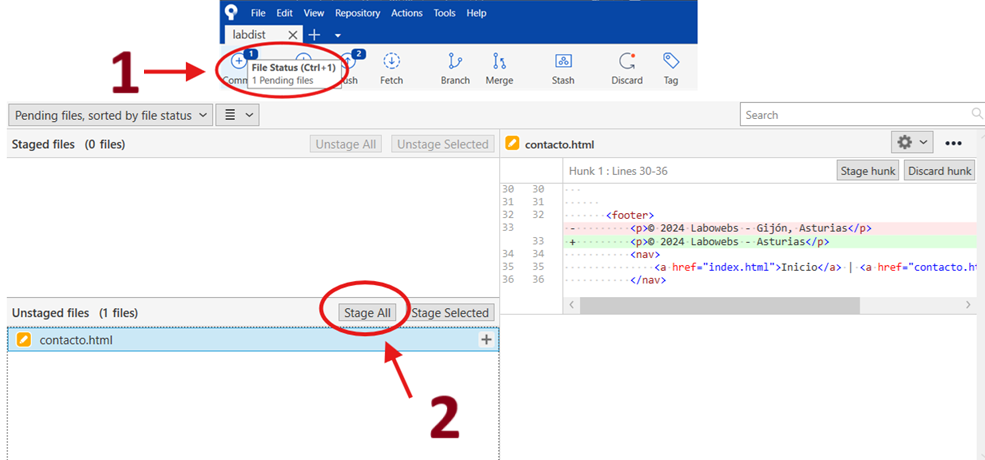 File Edit View Repository Actions Tools Help
labdist
1
1 2
File Status (Ctrl+1)
1 Pending files
Comm ush Fetch Branch Merge Stash Discard Tag
Pending files, sorted by file status
Search
Staged files (0 files) Unstage All Unstage Selected
contacto.html
Hunk 1 : Lines 30-36 Stage hunk Discard hunk
30 30
31 31
32 32 <footer>
33 - <p>© 2024 Labowebs - Gijón, Asturias</p>
33 + <p>© 2024 Labowebs - Asturias</p>
34 34 <nav>
35 35 <a href="index.html">Inicio</a> | <a href="contacto.ht
36 36 </nav>
Unstaged files (1 files) Stage All Stage Selected
contacto.html
2